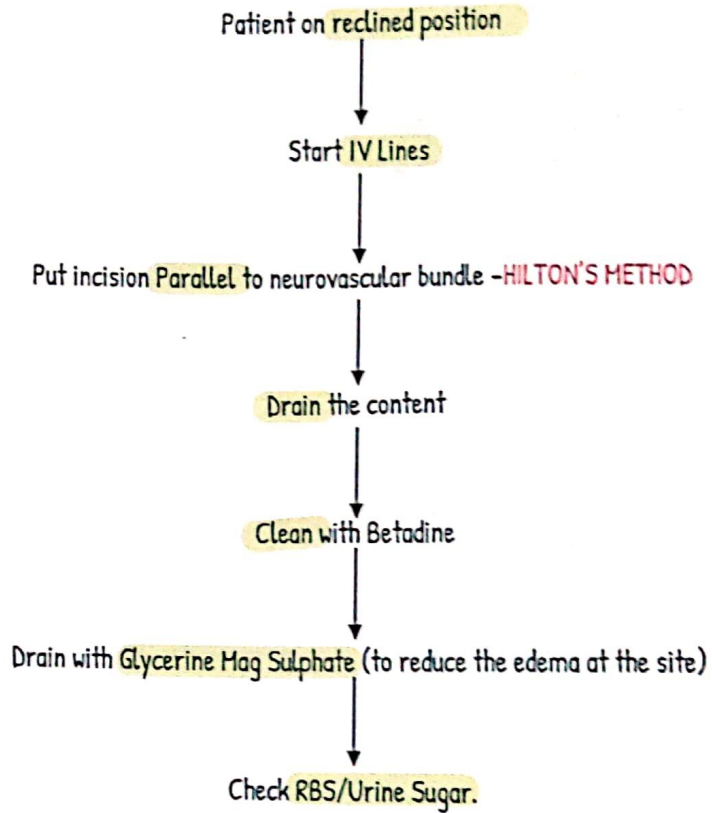 Patient on reclined position
Start IV Lines
Put incision Parallel to neurovascular bundle -HILTON'S METHOD
Drain the content
Clean with Betadine
Drain with Glycerine Mag Sulphate (to reduce the edema at the site)
Check RBS/Urine Sugar.